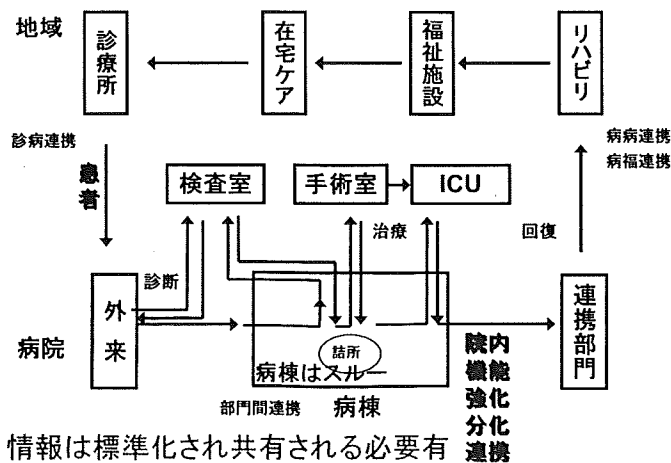 地域
診療所
在宅ケア
福祉施設
リハビリ
診病連携
患者
病病連携
病福連携
検査室
手術室
ICU
治療
回復
診断
外来
病院
詰所
病棟はスルー
連携部門
院内
機能
強化
分化
連携
部門間連携
病棟
情報は標準化され共有される必要有